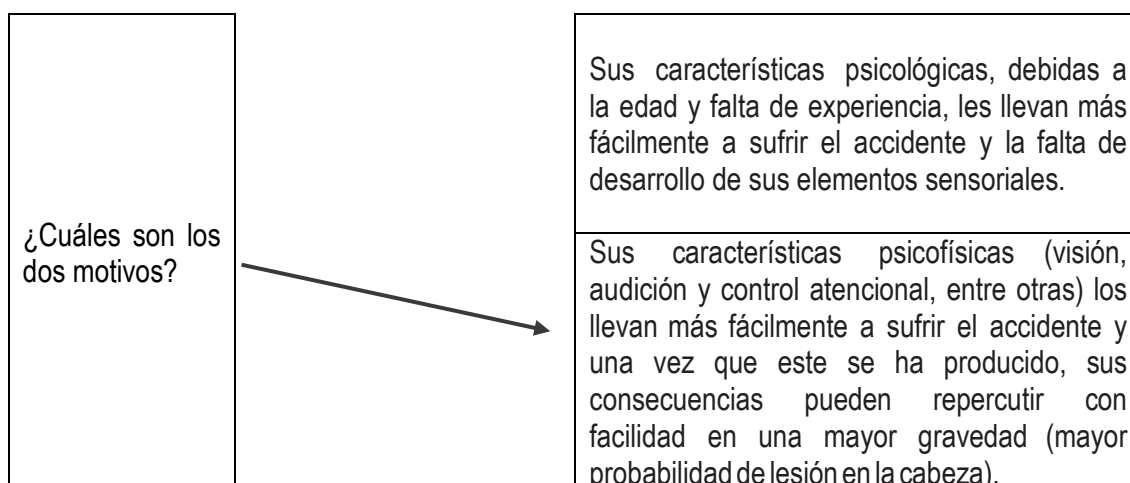 ¿Cuáles son los
dos motivos?
Sus características psicológicas, debidas a
la edad y falta de experiencia, les llevan más
fácilmente a sufrir el accidente y la falta de
desarrollo de sus elementos sensoriales.
Sus características psicofísicas (visión,
audición y control atencional, entre otras) los
llevan más fácilmente a sufrir el accidente y
una vez que este se ha producido, sus
consecuencias pueden repercutir con
facilidad en una mayor gravedad (mayor
probabilidad de lesión en la cabeza).